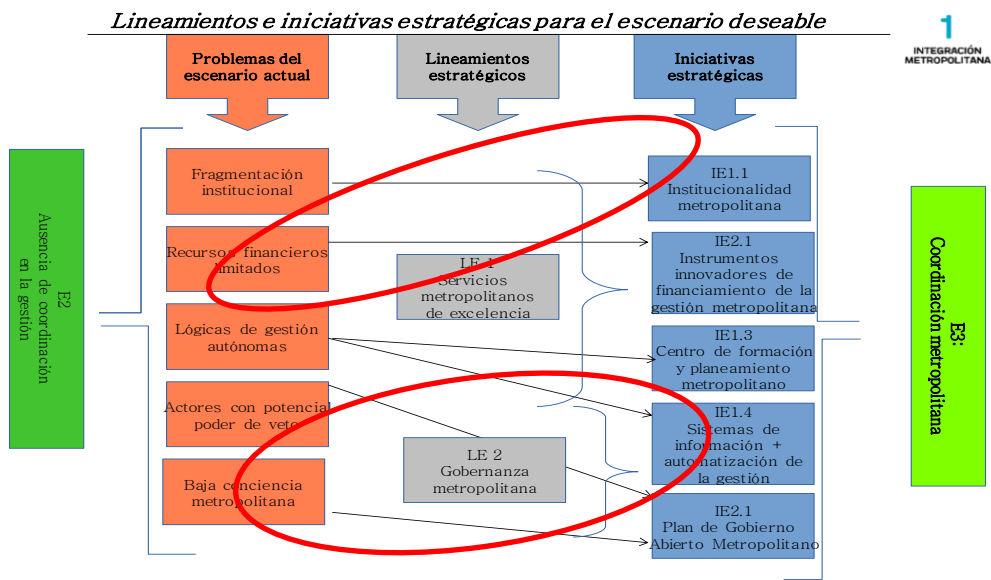 Lineamientos e iniciativas estratégicas para el escenario deseable
1
INTEGRACIÓN
METROPOLITANA
Problemas del
escenario actual
Lineamientos
estratégicos
Iniciativas
estratégicas
E2
Ausencia de coordinación
en la gestión
Fragmentación
institucional
Recursos financieros
limitados
Lógicas de gestión
autónomas
Actores con potencial
poder de veto
Baja conciencia
metropolitana
LE 1
Servicios
metropolitanos
de excelencia
LE 2
Gobernanza
metropolitana
IE1.1
Institucionalidad
metropolitana
IE2.1
Instrumentos
innovadores de
financiamiento de la
gestión metropolitana
IE1.3
Centro de formación
y planeamiento
metropolitano
IE1.4
Sistemas de
información +
automatización de
la gestión
IE2.1
Plan de Gobierno
Abierto Metropolitano
E3:
Coordinación metropolitana